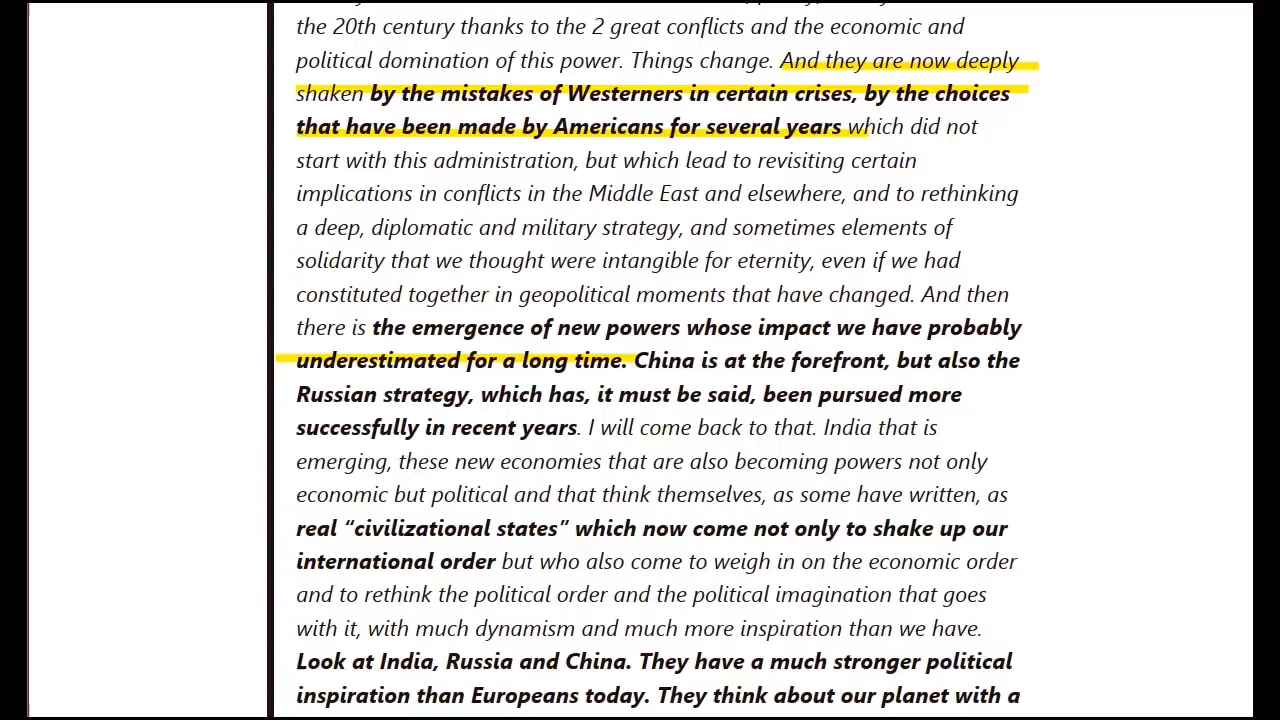 the 20th century thanks to the 2 great conflicts and the economic and
political domination of this power. Things change. And they are now deeply
shaken by the mistakes of Westerners in certain crises, by the choices
that have been made by Americans for several years which did not
start with this administration, but which lead to revisiting certain
implications in conflicts in the Middle East and elsewhere, and to rethinking
a deep, diplomatic and military strategy, and sometimes elements of
solidarity that we thought were intangible for eternity, even if we had
constituted together in geopolitical moments that have changed. And then
there is the emergence of new powers whose impact we have probably
underestimated for a long time. China is at the forefront, but also the
Russian strategy, which has, it must be said, been pursued more
successfully in recent years. I will come back to that. India that is
emerging, these new economies that are also becoming powers not only
economic but political and that think themselves, as some have written, as
real “civilizational states” which now come not only to shake up our
international order but who also come to weigh in on the economic order
and to rethink the political order and the political imagination that goes
with it, with much dynamism and much more inspiration than we have.
Look at India, Russia and China. They have a much stronger political
inspiration than Europeans today. They think about our planet with a